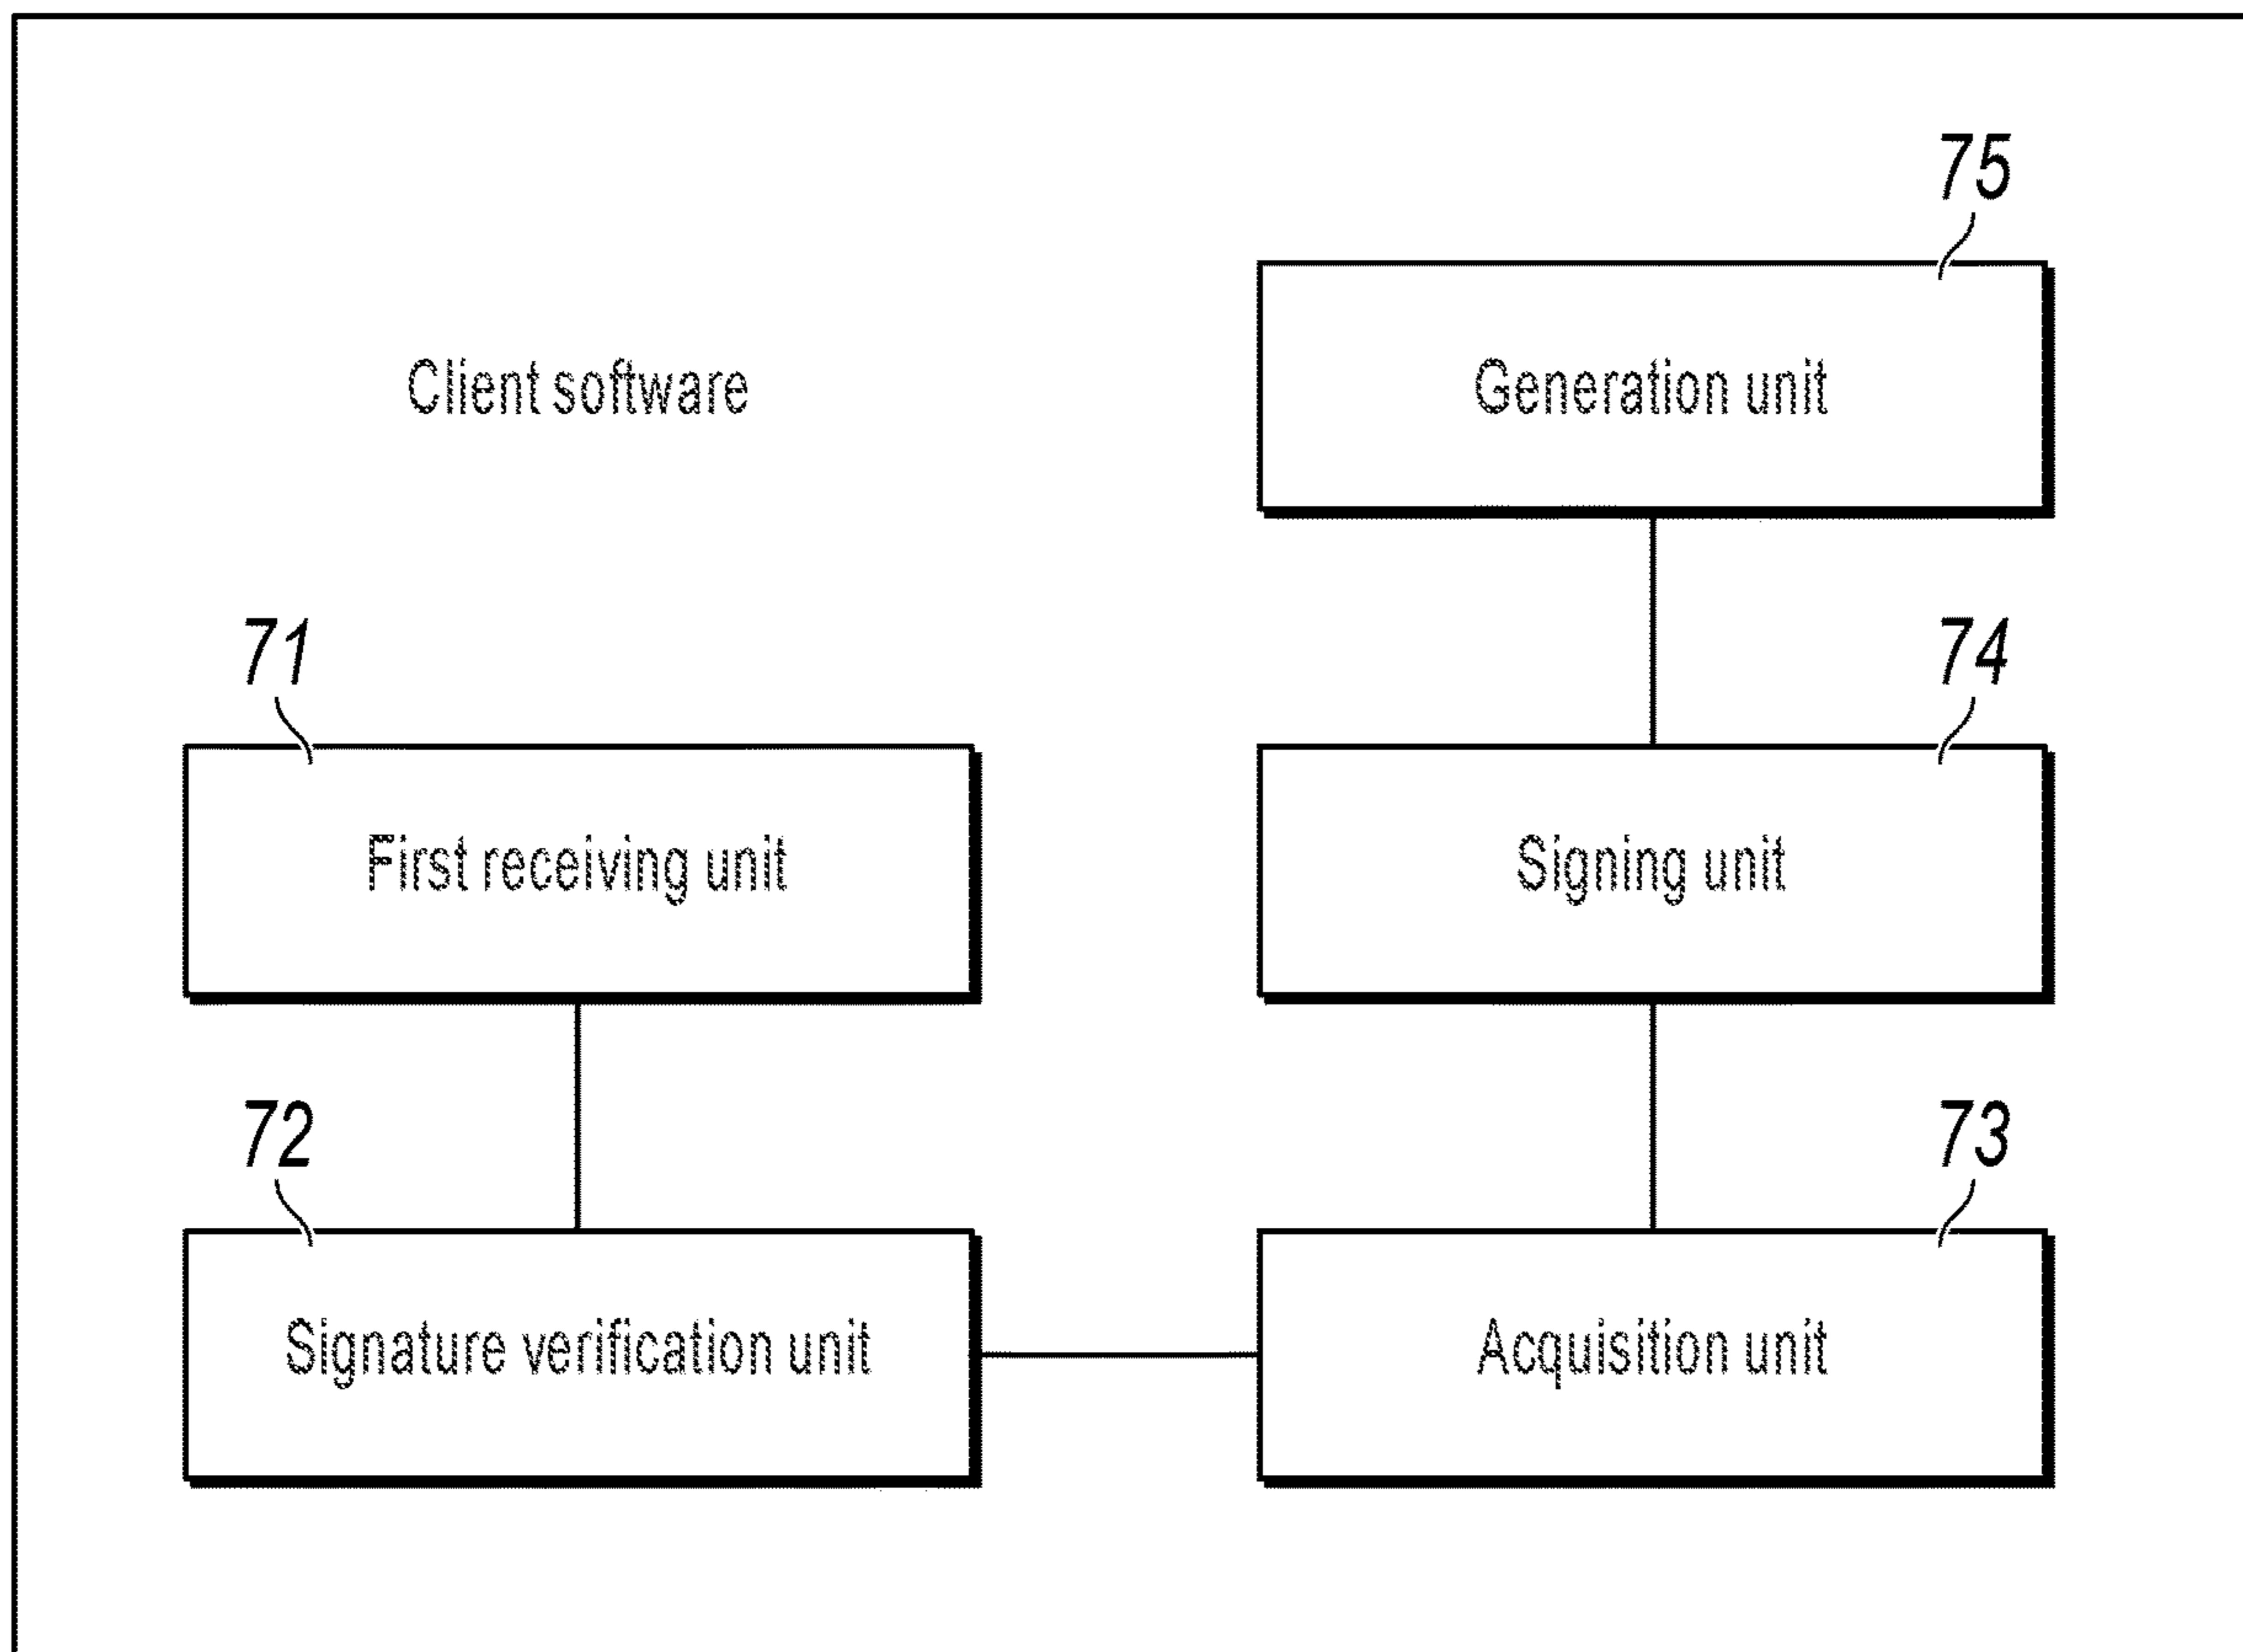 75
Client software
Generation unit
71
74
First receiving unit
Signing unit
72
73
Signature verification unit
Acquisition unit